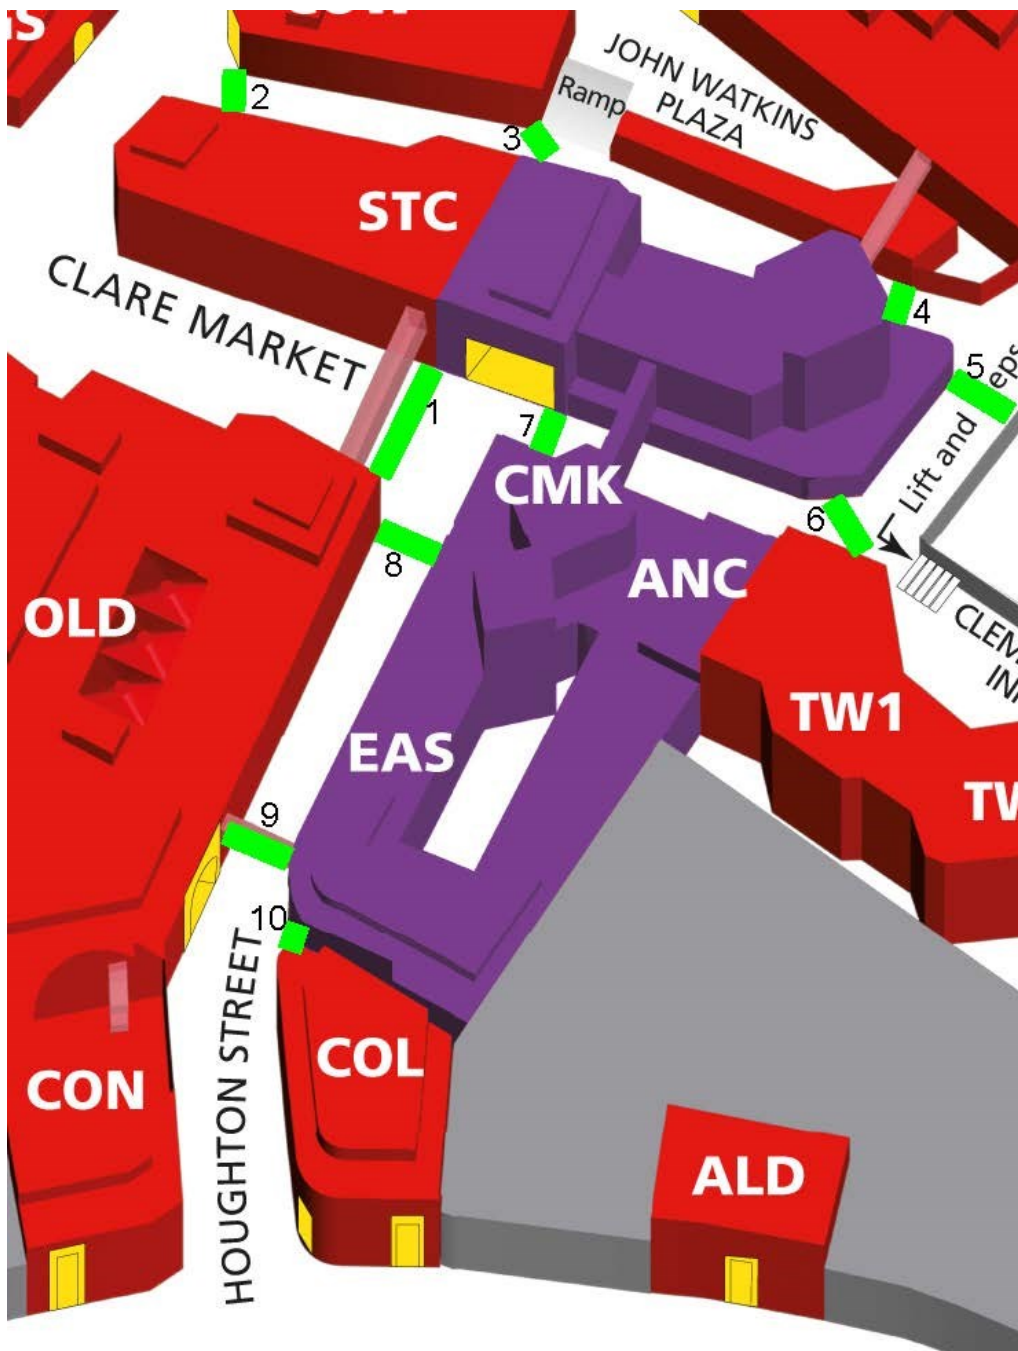 2
3
Ramp
JOHN WATKINS
PLAZA
STC
CLARE MARKET
4
5
1
7
CMK
6
Lift and
8
ANC
OLD
TW1
EAS
9
10
HOUGHTON STREET
COL
CON
ALD